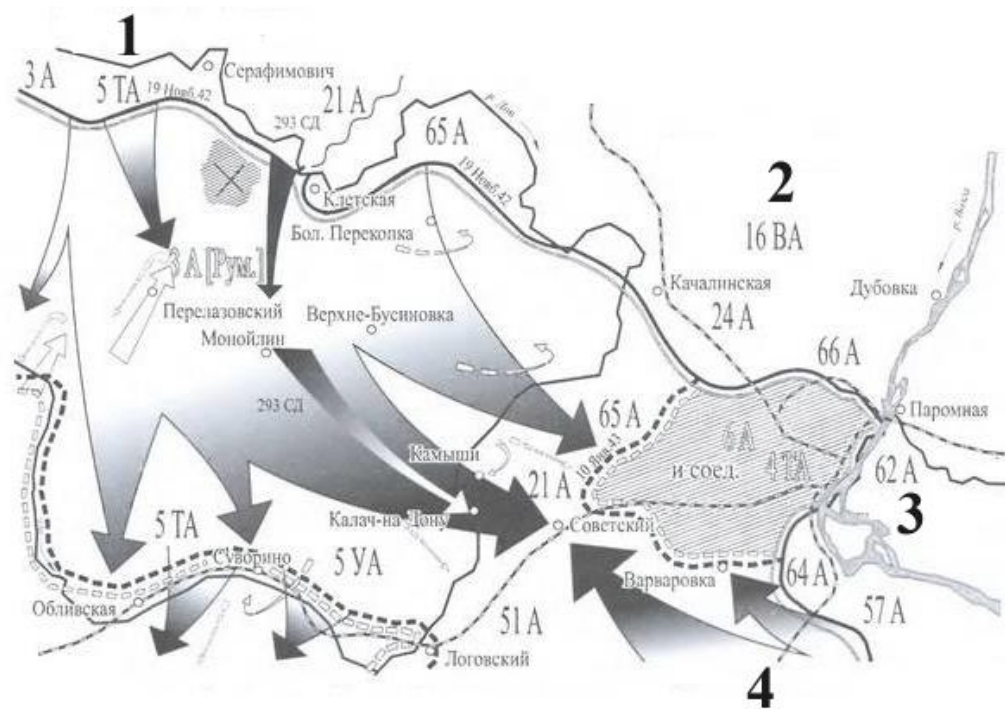 1
Серафимович
3 А
5 ТА
19 Нояб.42
21 А
293 СД
65 А
р. Дон
19 Нояб.42
2
16 ВА
р. Волга
Клетская
Бол. Перекопка
Качалинская
Дубовка
24 А
3 А [Рум.]
Перелазовский
Верхне-Бусиновка
Монойлин
66 А
Паромная
293 СД
65 А
10 Янв.43
6 А
и соед.
4 ТА
62 А
Камыши
21 А
3
Калач-на Дону
Советский
5 ТА
Суворино
5 УА
Варваровка
64 А
57 А
Обливская
51 А
Логовский
4